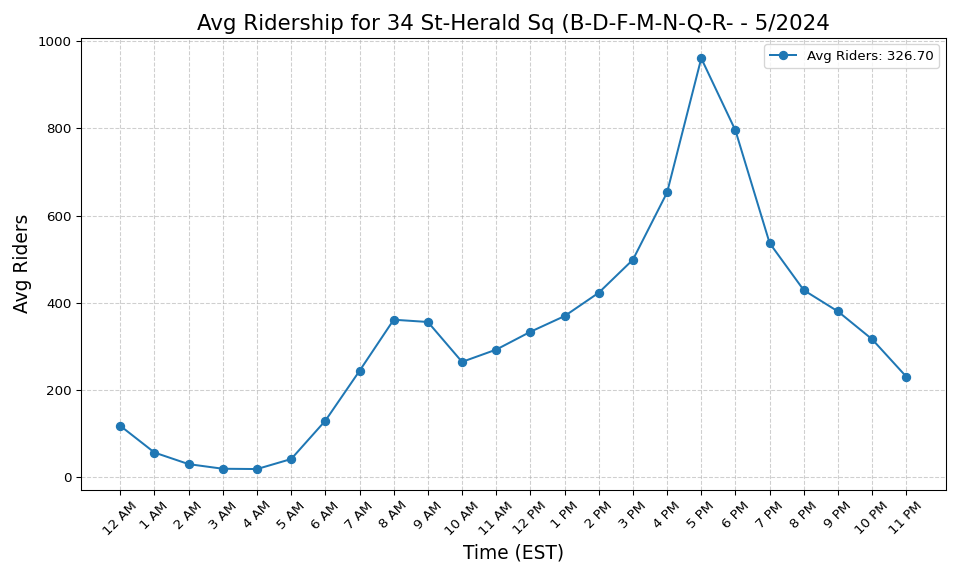 Avg Ridership for 34 St-Herald Sq (B-D-F-M-N-Q-R- - 5/2024
Avg Riders: 326.70
1000
800
600
400
200
0
Avg Riders
12 AM
1 AM
2 AM
3 AM
4 AM
5 AM
6 AM
7 AM
8 AM
9 AM
10 AM
11 AM
12 PM
1 PM
2 PM
3 PM
4 PM
5 PM
6 PM
7 PM
8 PM
9 PM
10 PM
11 PM
Time (EST)